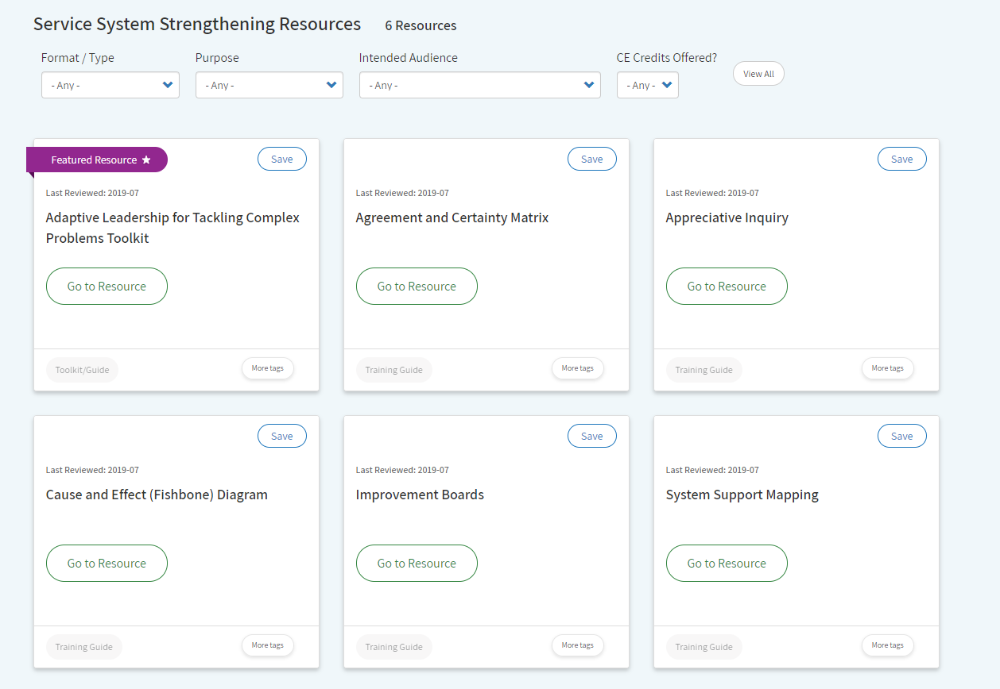 Service System Strengthening Resources 6 Resources
Format / Type Purpose Intended Audience CE Credits Offered?
- Any - - Any - - Any - - Any - View All
Featured Resource Save
Last Reviewed: 2019-07
Adaptive Leadership for Tackling Complex
Problems Toolkit
Go to Resource
Toolkit/Guide More tags
Save
Last Reviewed: 2019-07
Agreement and Certainty Matrix
Go to Resource
Training Guide More tags
Save
Last Reviewed: 2019-07
Appreciative Inquiry
Go to Resource
Training Guide More tags
Save
Last Reviewed: 2019-07
Cause and Effect (Fishbone) Diagram
Go to Resource
Training Guide More tags
Save
Last Reviewed: 2019-07
Improvement Boards
Go to Resource
Training Guide More tags
Save
Last Reviewed: 2019-07
System Support Mapping
Go to Resource
Training Guide More tags